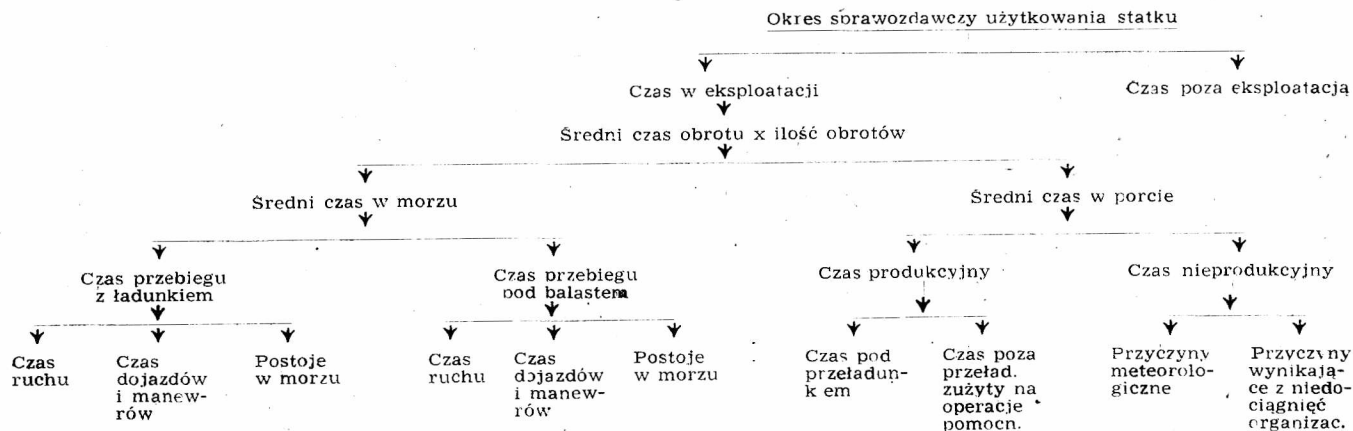 Okres sprawozdawczy użytkowania statku
Czas w eksploatacji
Czas poza eksploatacją
Średni czas obrotu x ilość obrotów
Średni czas w morzu
Średni czas w porcie
Czas przebiegu
z ładunkiem
Czas przebiegu
pod balastem
Czas produkcyjny
Czas nieprodukcyjny
Czas
ruchu
Czas
dojazdów
i manew-
rów
Postoje
w morzu
Czas
ruchu
Czas
dojazdów
i manew-
rów
Postoje
w morzu
Czas pod
przeładun-
k em
Czas poza
przeład.
zużyty na
operacje
pomocn.
Przyczyny
meteorolo-
giczne
Przyczyny
wynikają-
ce z niedo-
ciągnięć
organizac.